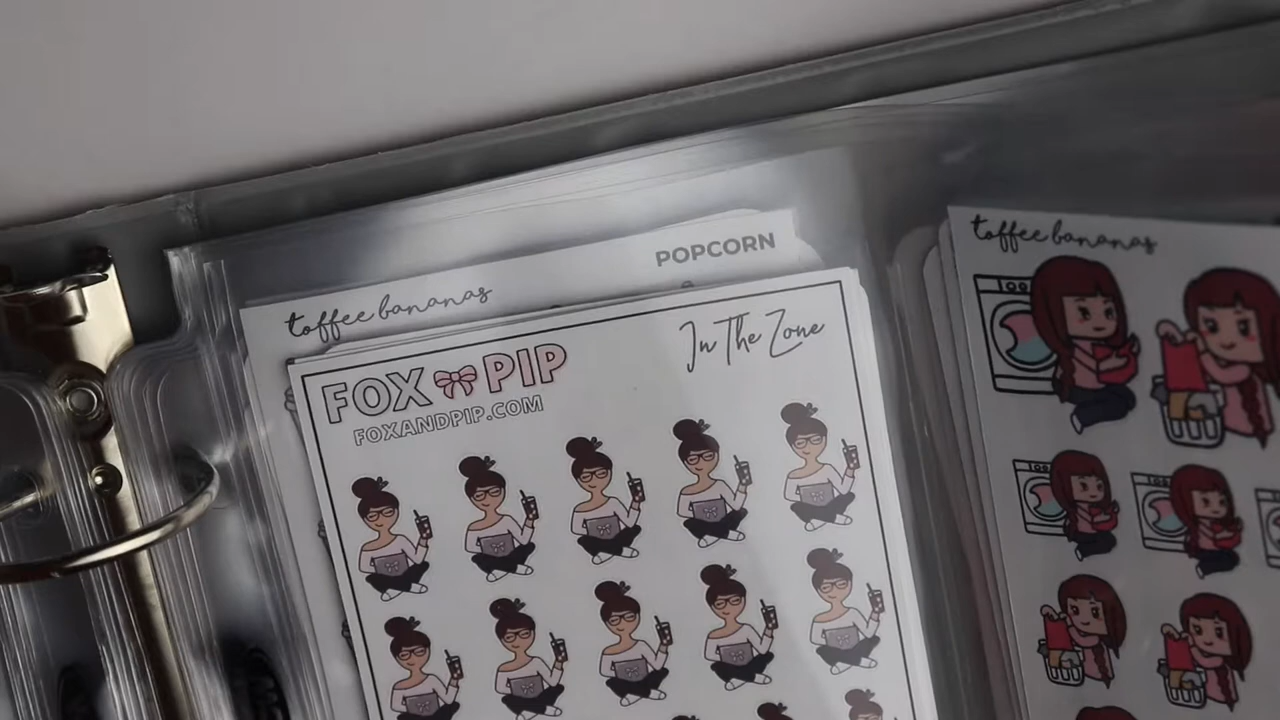 toffee bananas
POPCORN
FOX PIP
FOXANDPIP.COM
In The Zone
toffee bananas